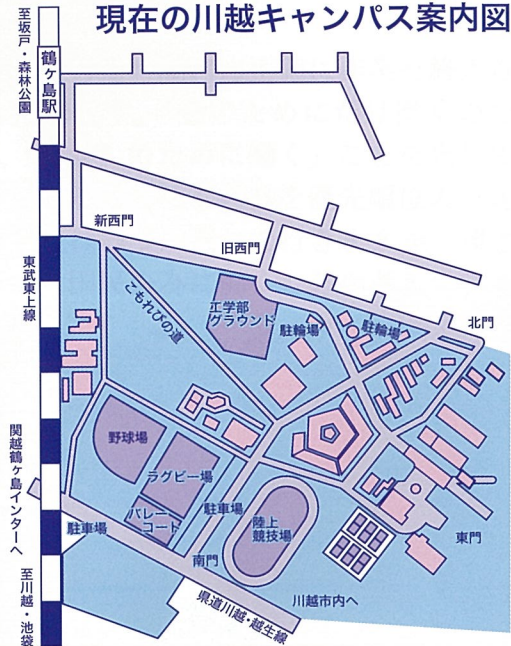 現在の川越キャンパス案内図
至坂戸・森林公園
鶴ヶ島駅
新西門
旧西門
東武東上線
こもれびの道
工学部
グラウンド
駐輪場
駐輪場
北門
野球場
ラグビー場
関越鶴ヶ島インターへ
バレー
コート
駐車場
陸上
競技場
駐車場
東門
南門
至川越・池袋
県道川越・越生線
川越市内へ